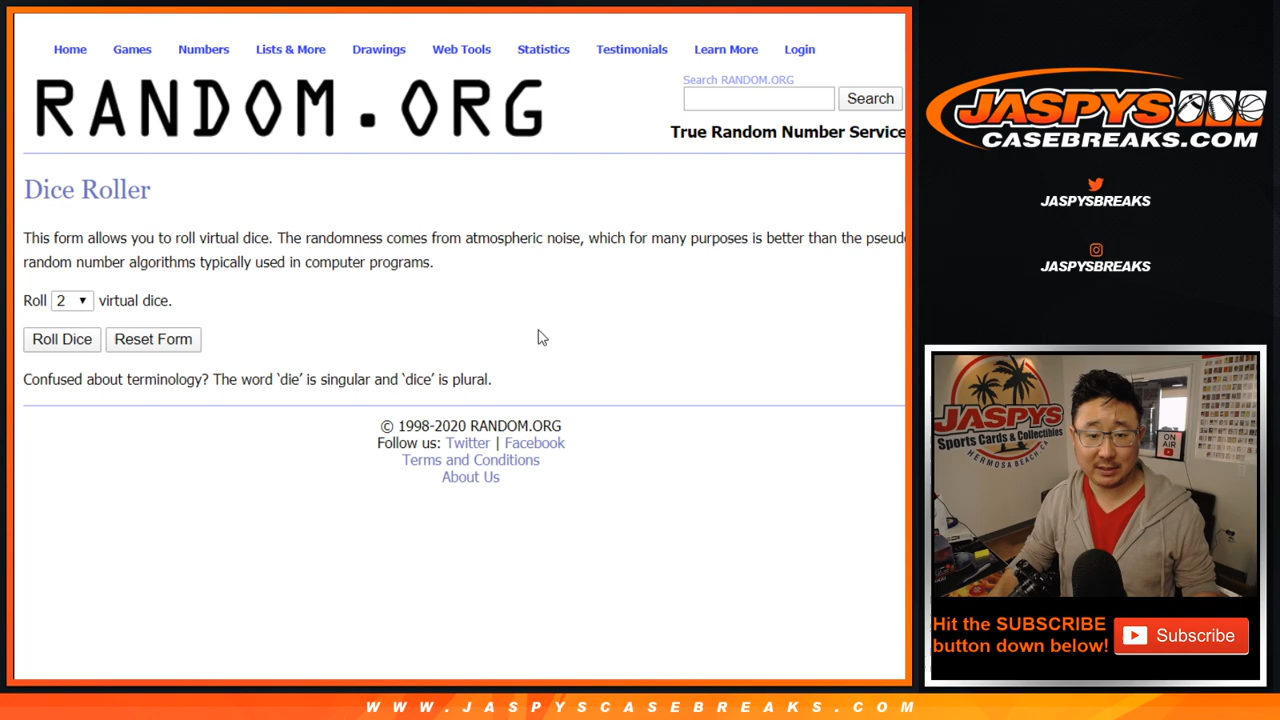 Home Games Numbers Lists & More Drawings Web Tools Statistics Testimonials Learn More Login
RANDOM.ORG
Search RANDOM.ORG
Search
True Random Number Service
Dice Roller
This form allows you to roll virtual dice. The randomness comes from atmospheric noise, which for many purposes is better than the pseudo
random number algorithms typically used in computer programs.
Roll 2 virtual dice.
Roll Dice Reset Form
Confused about terminology? The word ‘die’ is singular and ‘dice’ is plural.
© 1998-2020 RANDOM.ORG
Follow us: Twitter | Facebook
Terms and Conditions
About Us
JASPYS
CASEBREAKS.COM
JASPYSBREAKS
JASPYSBREAKS
JASPYS
Sports Cards & Collectibles
HERMOSA BEACH, CA
ON
AIR
Hit the SUBSCRIBE
button down below!
Subscribe
WWW.JASPYSCASEBREAKS.COM